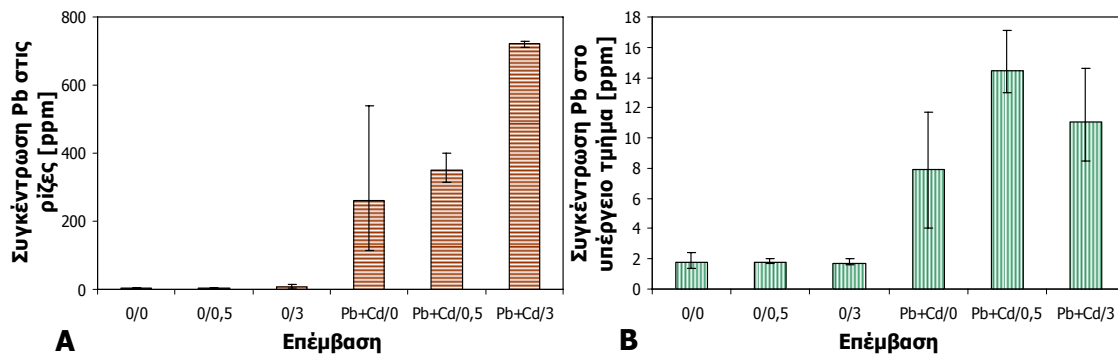 Συγκέντρωση Pb στις
ρίζες [ppm]
800
600
400
200
0
0/0 0/0,5 0/3 Pb+Cd/0 Pb+Cd/0,5 Pb+Cd/3
A Επέμβαση
Συγκέντρωση Pb στο
υπέργειο τμήμα [ppm]
18
16
14
12
10
8
6
4
2
0
0/0 0/0,5 0/3 Pb+Cd/0 Pb+Cd/0,5 Pb+Cd/3
B Επέμβαση